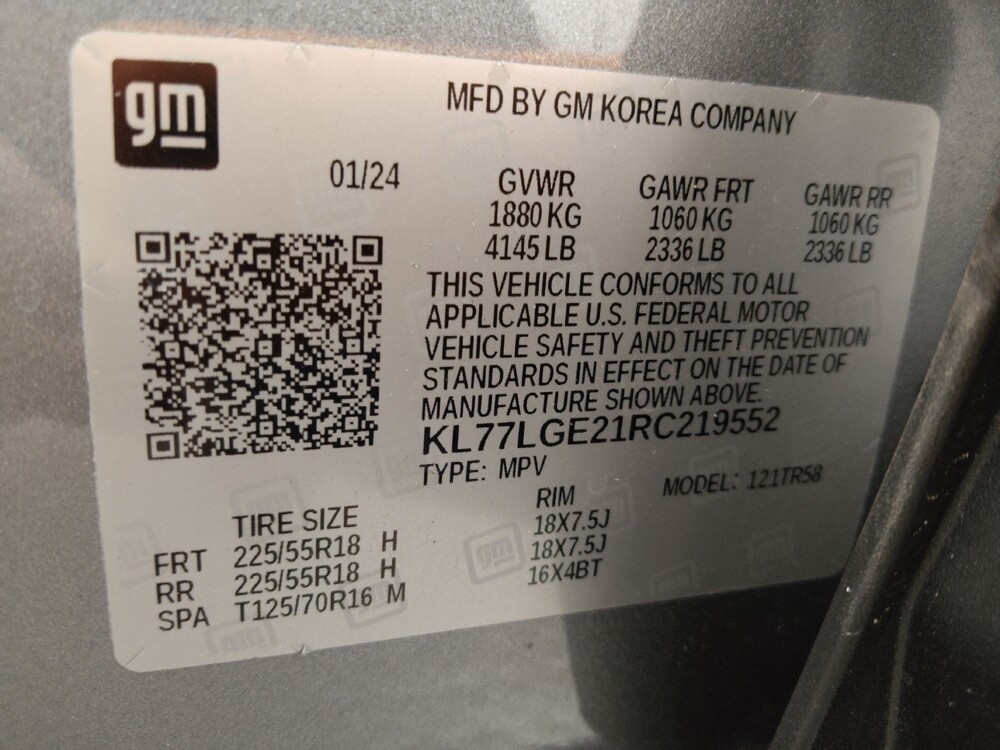 gm
MFD BY GM KOREA COMPANY
01/24
GVWR GAWR FRT GAWR RR
1880 KG 1060 KG 1060 KG
4145 LB 2336 LB 2336 LB
THIS VEHICLE CONFORMS TO ALL
APPLICABLE U.S. FEDERAL MOTOR
VEHICLE SAFETY AND THEFT PREVENTION
STANDARDS IN EFFECT ON THE DATE OF
MANUFACTURE SHOWN ABOVE.
KL77LGE21RC219552
TYPE: MPV MODEL: 121TR58
TIRE SIZE RIM
FRT 225/55R18 H 18X7.5J
RR 225/55R18 H 18X7.5J
SPA T125/70R16 M 16X4BT